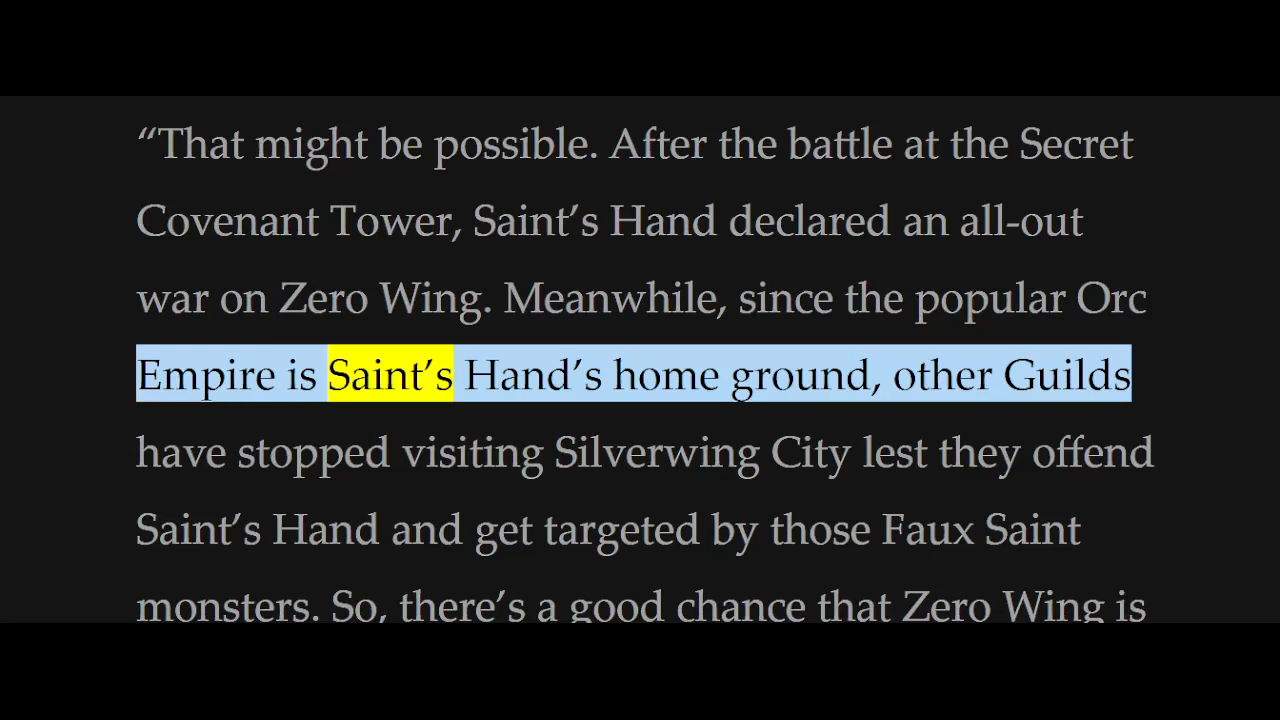 “That might be possible. After the battle at the Secret
Covenant Tower, Saint’s Hand declared an all-out
war on Zero Wing. Meanwhile, since the popular Orc
Empire is Saint’s Hand’s home ground, other Guilds
have stopped visiting Silverwing City lest they offend
Saint’s Hand and get targeted by those Faux Saint
monsters. So, there’s a good chance that Zero Wing is